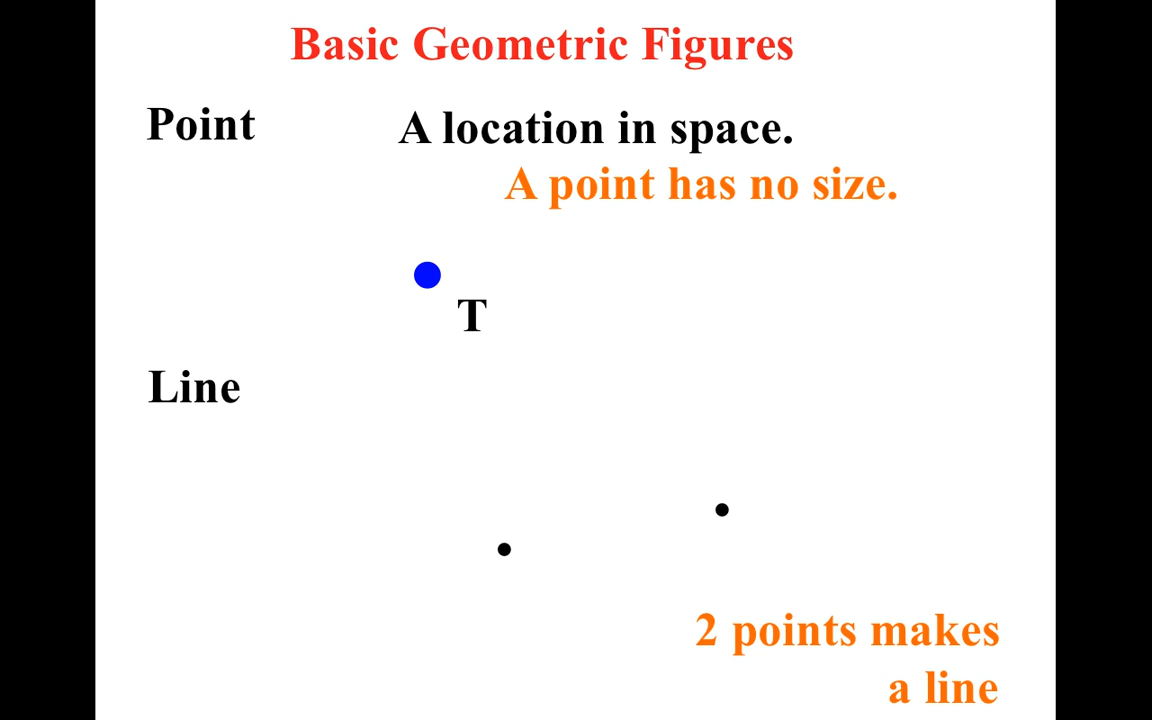 Basic Geometric Figures
Point
A location in space.
A point has no size.
T
Line
2 points makes
a line